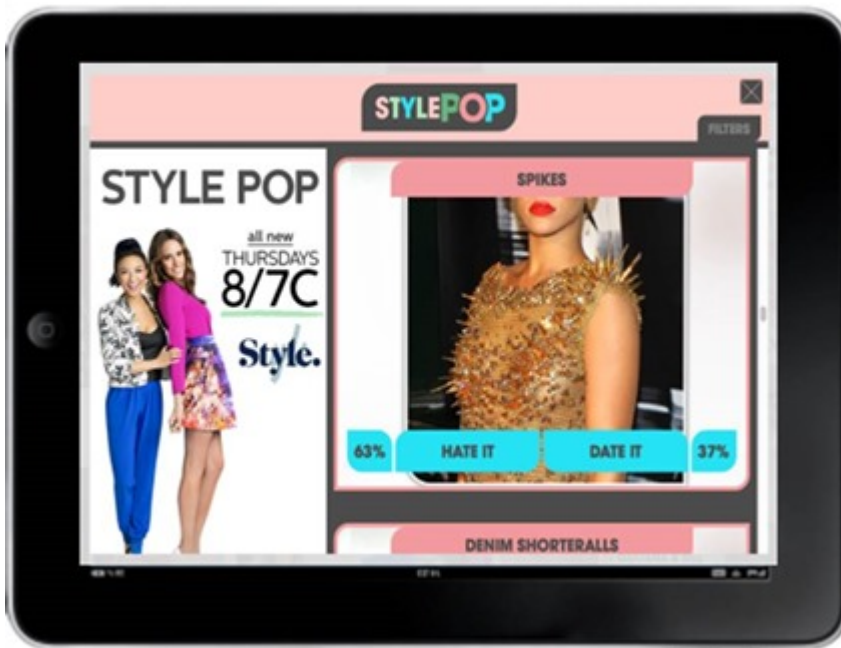 STYLEPOP
FILTERS
STYLE POP
all new
THURSDAYS
8/7C
Style.
SPIKES
63%
HATE IT
DATE IT
37%
DENIM SHORTERALLS